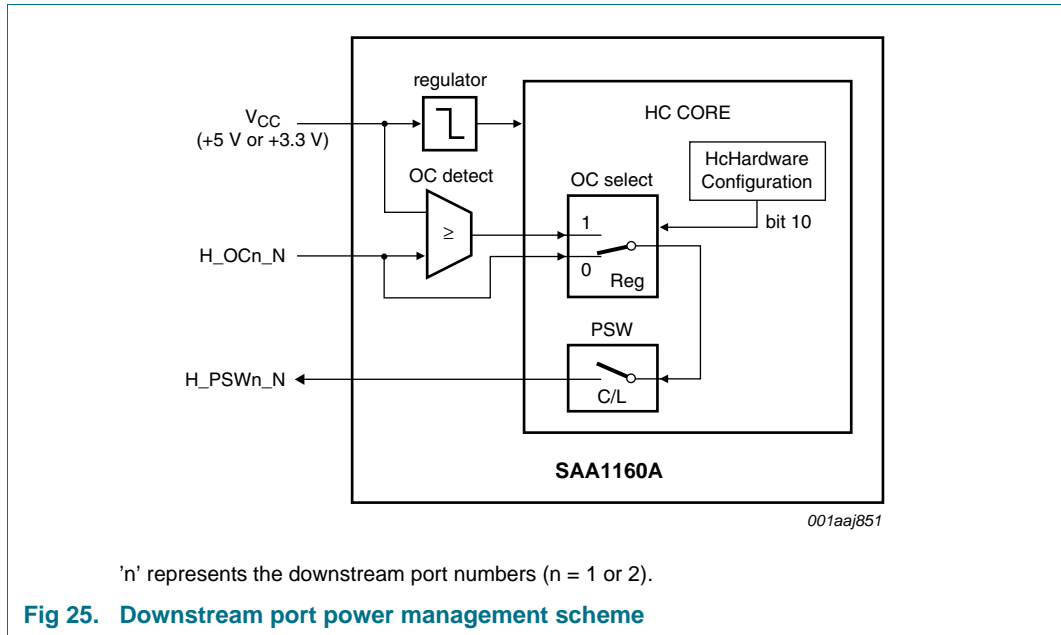 regulator
VCC
(+5 V or +3.3 V)
HC CORE
HcHardware
Configuration
OC detect
OC select
1
bit 10
≥
H_OCn_N
0
Reg
PSW
H_PSWn_N
C/L
SAA1160A
001aaj851
'n' represents the downstream port numbers (n = 1 or 2).
Fig 25. Downstream port power management scheme